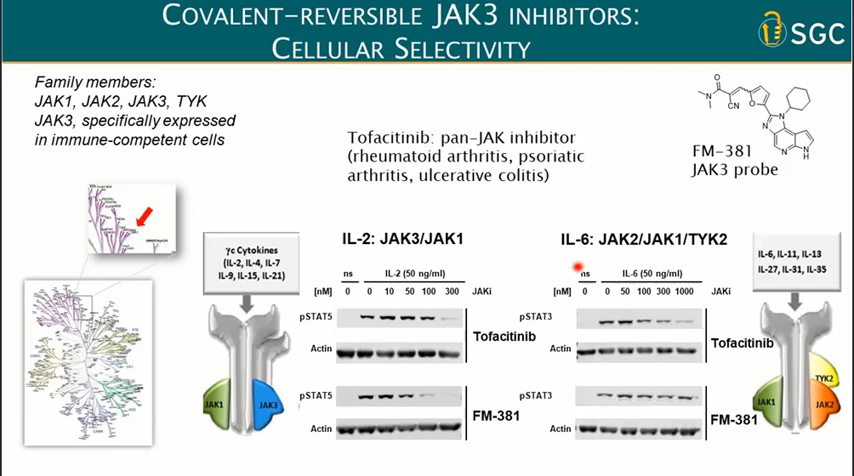 COVALENT-REVERSIBLE JAK3 INHIBITORS:
CELLULAR SELECTIVITY
SGC
Family members:
JAK1, JAK2, JAK3, TYK
JAK3, specifically expressed
in immune-competent cells
Tofacitinib: pan-JAK inhibitor
(rheumatoid arthritis, psoriatic
arthritis, ulcerative colitis)
O
N
CN
O
N
N
N
N
H
FM-381
JAK3 probe
γc Cytokines
(IL-2, IL-4, IL-7
IL-9, IL-15, IL-21)
JAK1
JAK3
IL-2: JAK3/JAK1
ns IL-2 (50 ng/ml)
[nM] 0 0 10 50 100 300 JAKi
pSTAT5
Tofacitinib
Actin
pSTAT5
FM-381
Actin
IL-6: JAK2/JAK1/TYK2
ns IL-6 (50 ng/ml)
[nM] 0 0 50 100 300 1000 JAKi
pSTAT3
Tofacitinib
Actin
pSTAT3
FM-381
Actin
IL-6, IL-11, IL-13
IL-27, IL-31, IL-35
TYK2
JAK1
JAK2